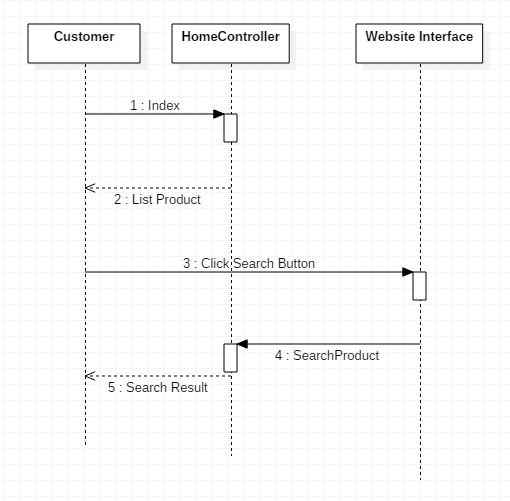 Customer
HomeController
Website Interface
1 : Index
2 : List Product
3 : Click Search Button
4 : SearchProduct
5 : Search Result